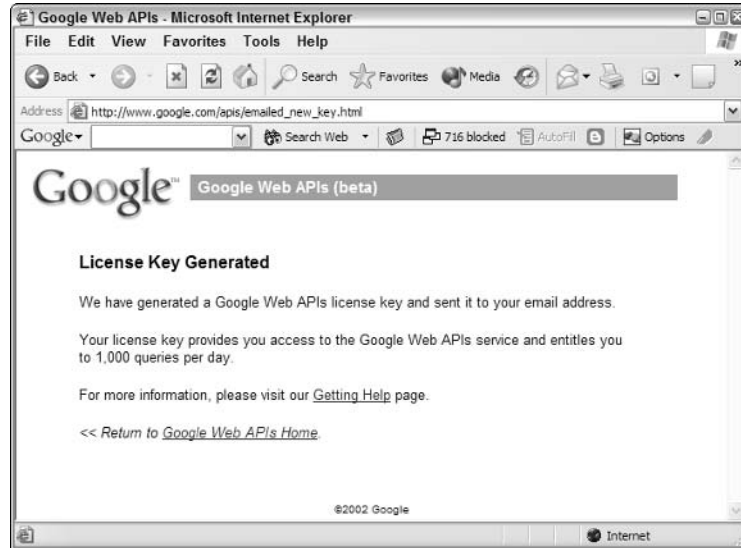 Google Web APIs - Microsoft Internet Explorer
File Edit View Favorites Tools Help
Back Search Favorites Media
Address http://www.google.com/apis/emailed_new_key.html
Google Search Web 716 blocked AutoFill Options
Google™ Google Web APIs (beta)
License Key Generated
We have generated a Google Web APIs license key and sent it to your email address.
Your license key provides you access to the Google Web APIs service and entitles you
to 1,000 queries per day.
For more information, please visit our Getting Help page.
<< Return to Google Web APIs Home.
©2002 Google
Internet